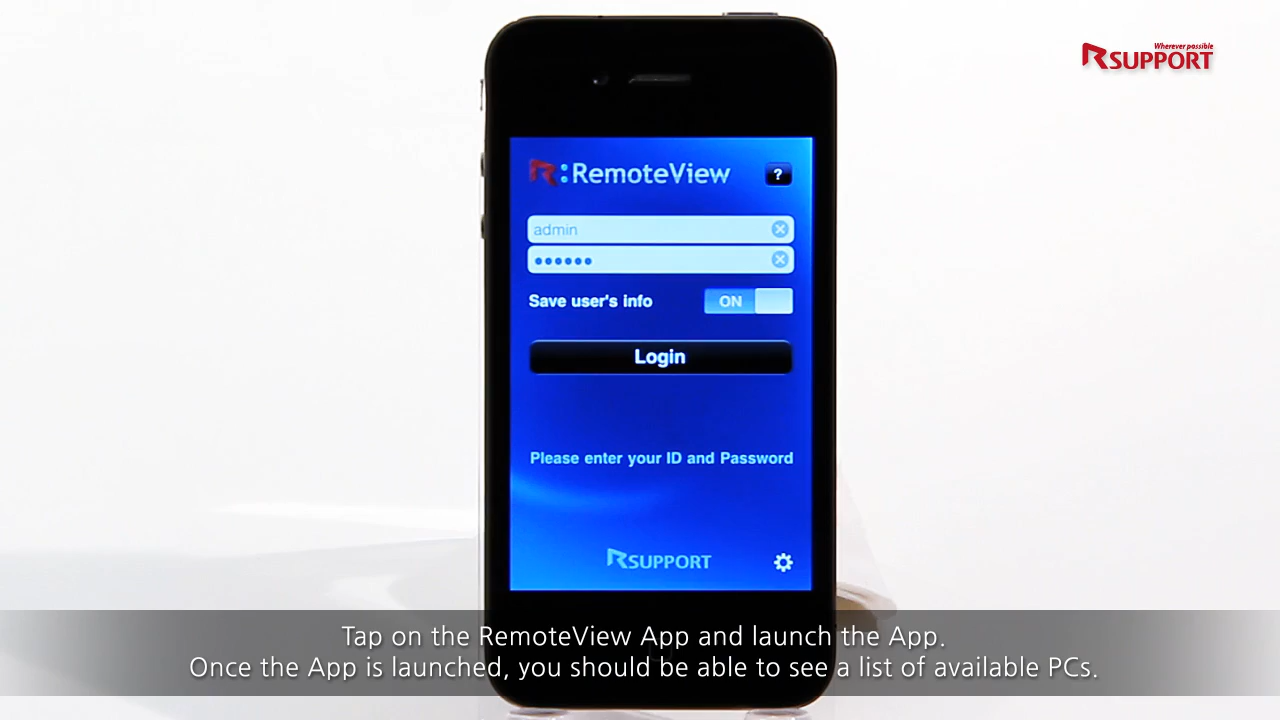 Wherever possible
RSUPPORT
R:RemoteView
?
admin
Save user's info
ON
Login
Please enter your ID and Password
RSUPPORT
Tap on the RemoteView App and launch the App.
Once the App is launched, you should be able to see a list of available PCs.